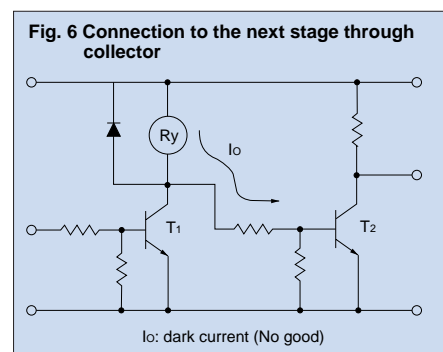 Fig. 6 Connection to the next stage through
collector
Ry
Io
T1
T2
Io: dark current (No good)